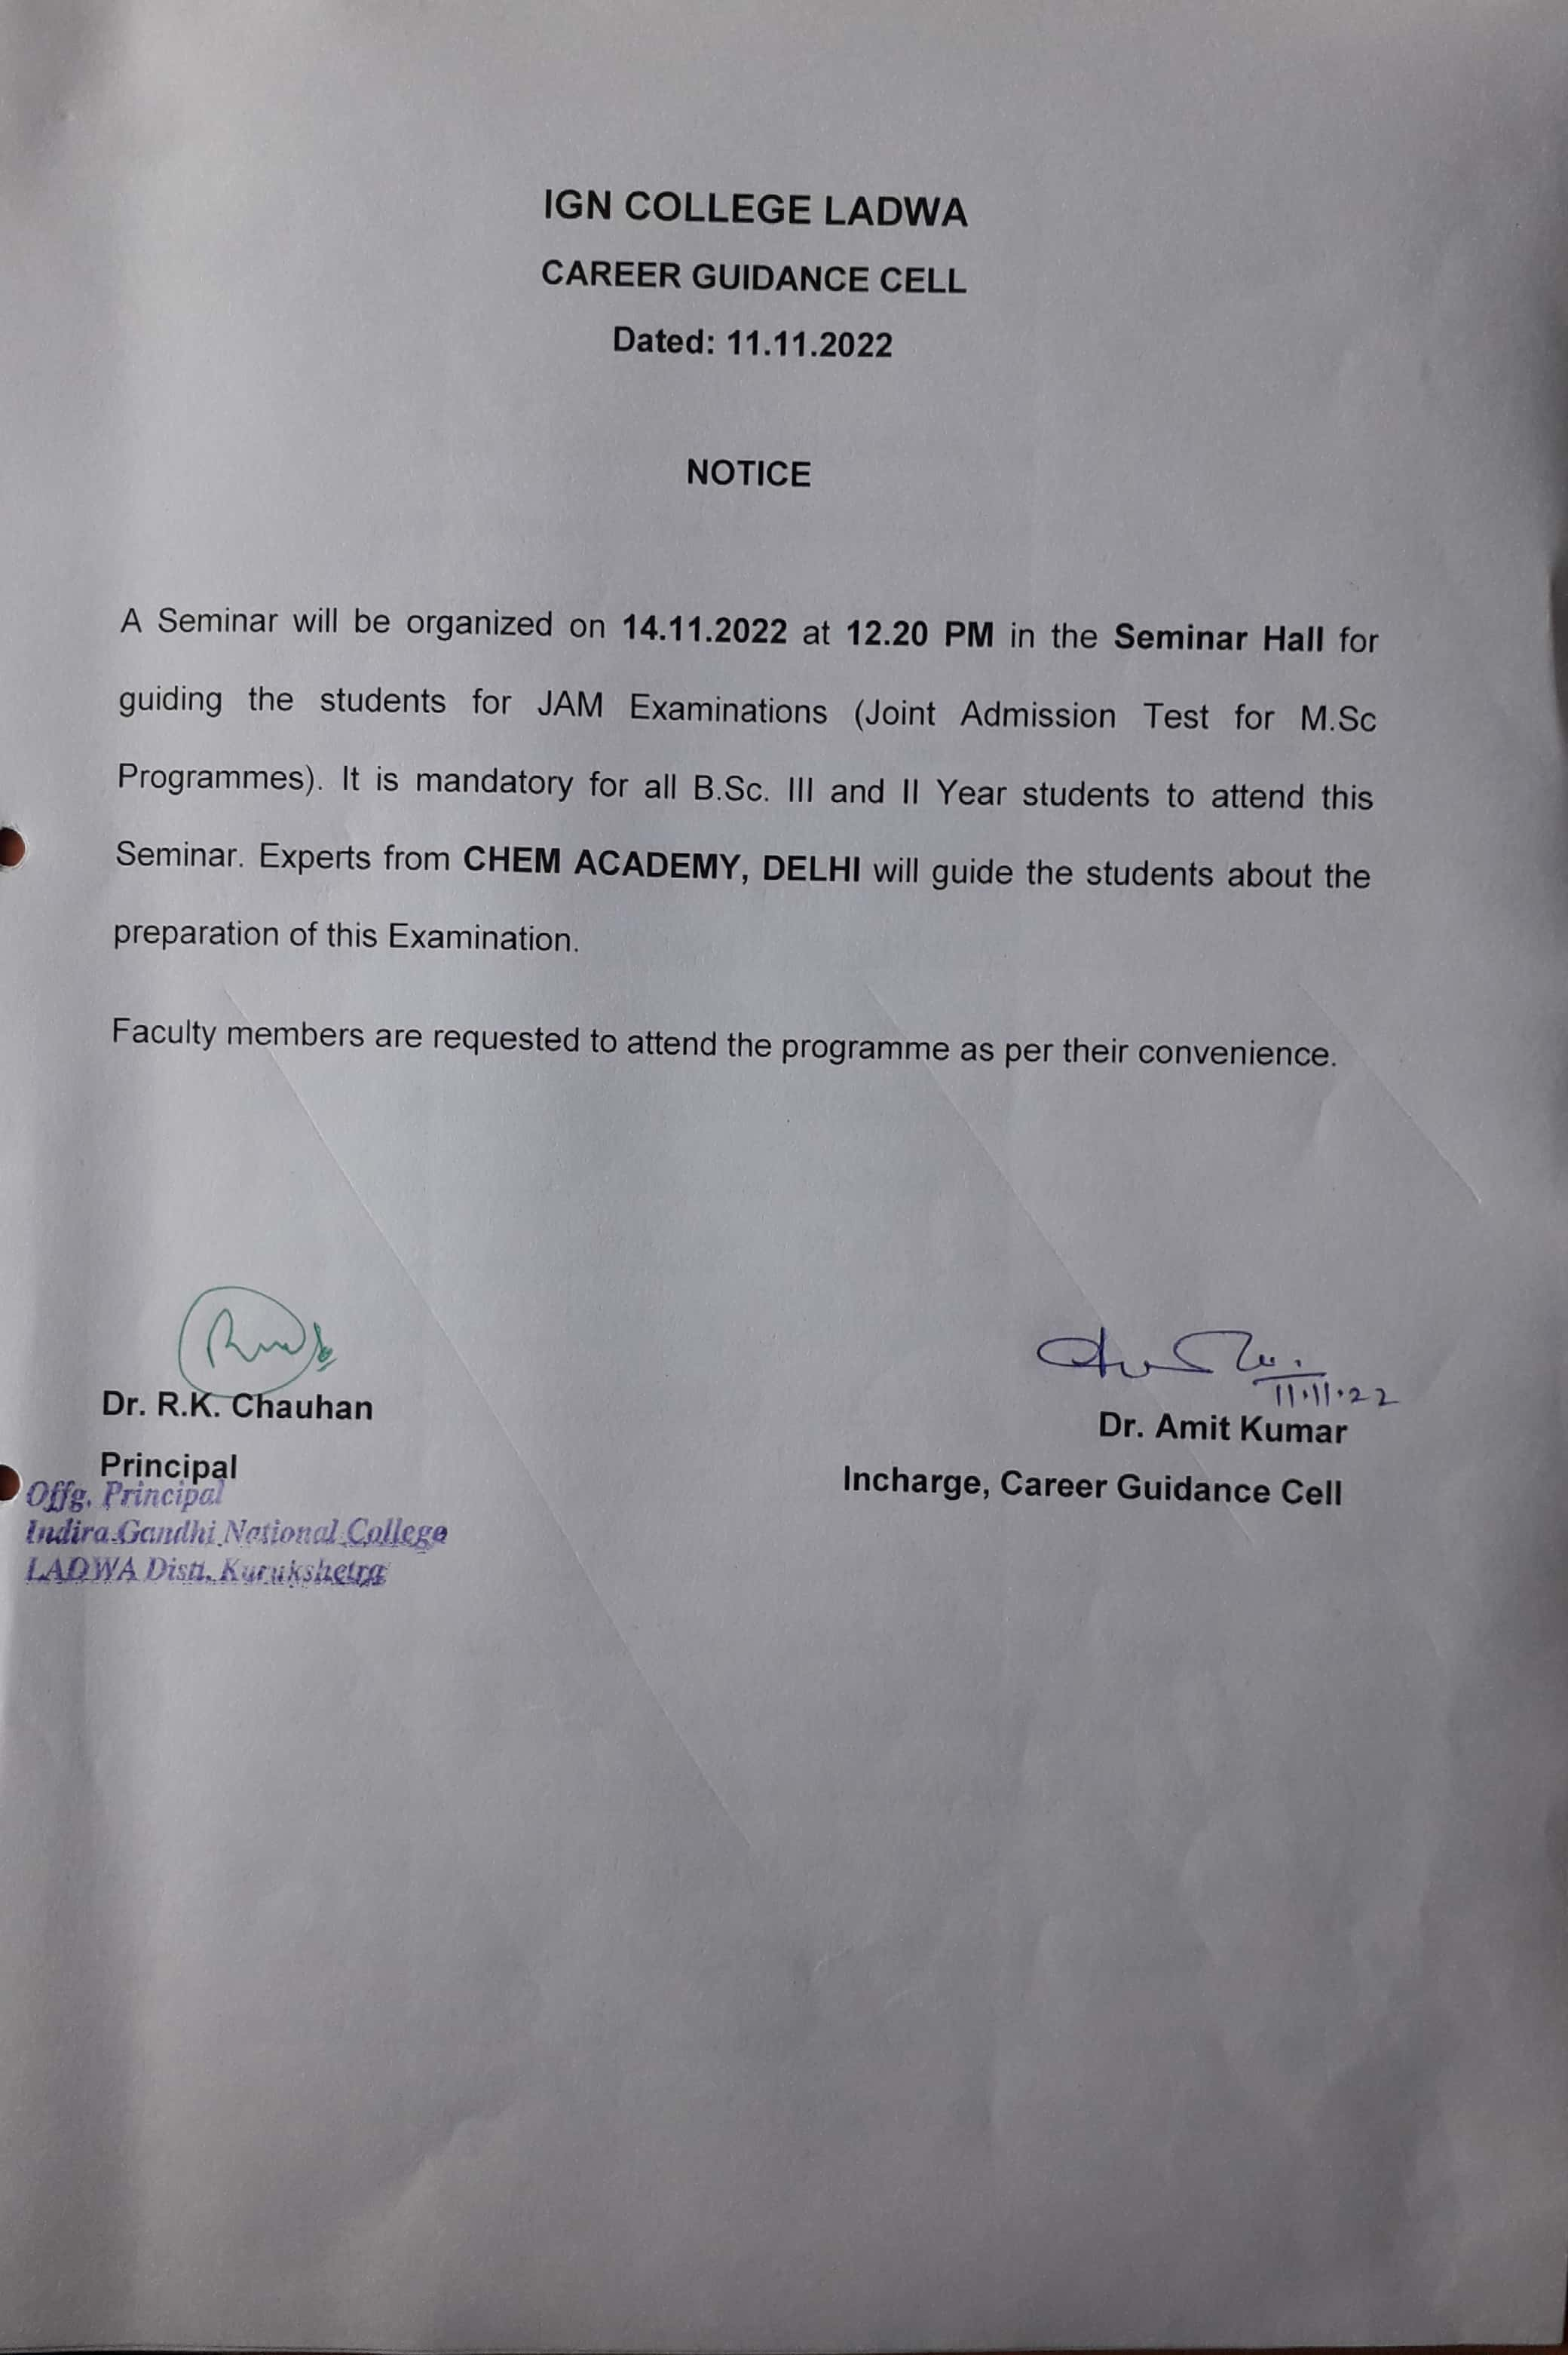 IGN COLLEGE LADWA
CAREER GUIDANCE CELL
Dated: 11.11.2022
NOTICE
A Seminar will be organized on 14.11.2022 at 12.20 PM in the Seminar Hall for
guiding the students for JAM Examinations (Joint Admission Test for M.Sc
Programmes). It is mandatory for all B.Sc. III and II Year students to attend this
Seminar. Experts from CHEM ACADEMY, DELHI will guide the students about the
preparation of this Examination.
Faculty members are requested to attend the programme as per their convenience.
11.11.22
Dr. R.K. Chauhan
Dr. Amit Kumar
Principal
Incharge, Career Guidance Cell
Offg. Principal
Indira Gandhi National College
LADWA Distt. Kurukshetra